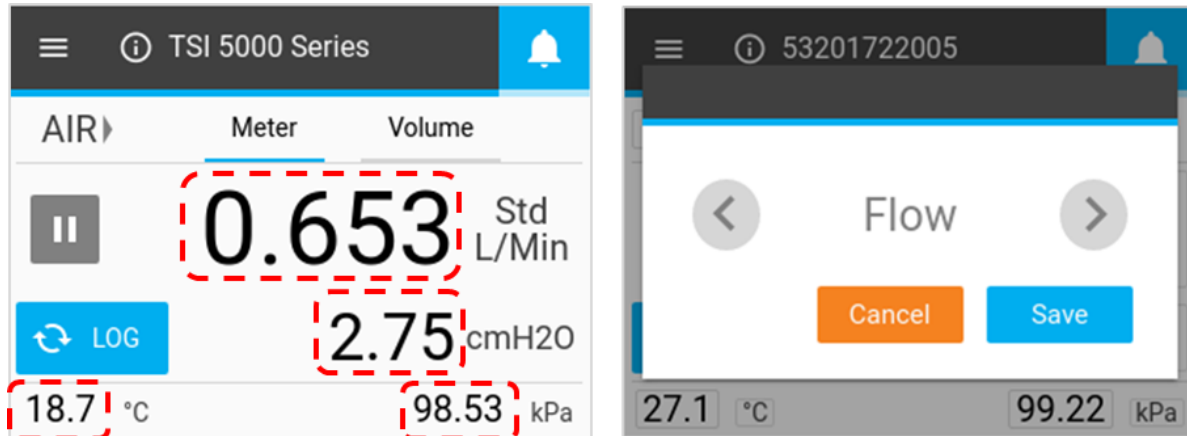 TSI 5000 Series
AIR Meter Volume
0.653 Std L/Min
LOG 2.75 cmH2O
18.7 °C 98.53 kPa
53201722005
Flow
Cancel Save
27.1 °C 99.22 kPa